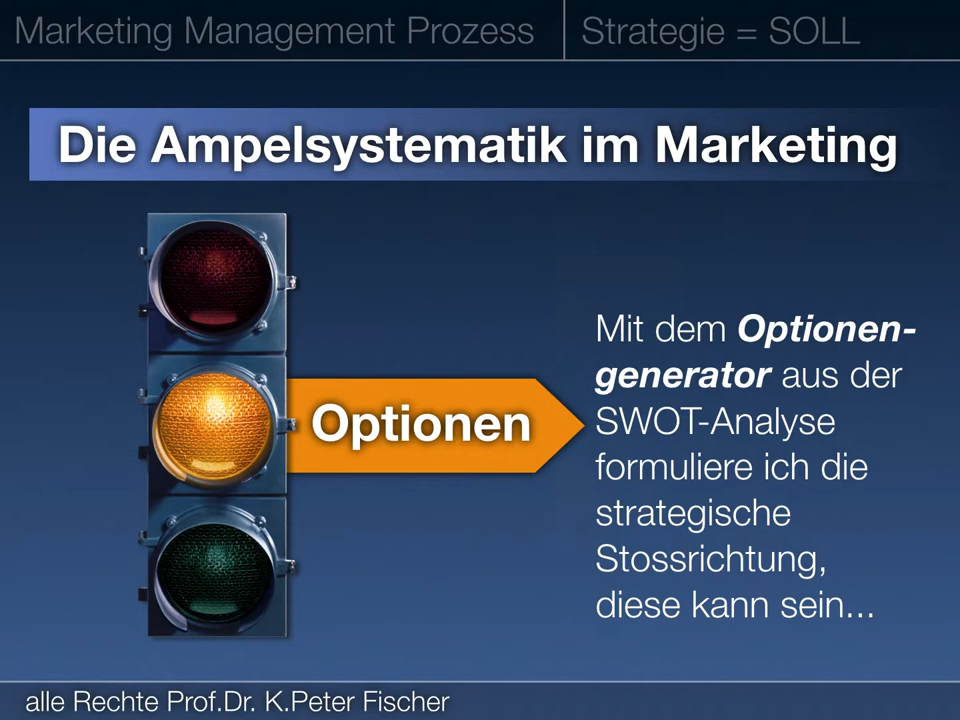 Marketing Management Prozess
Strategie = SOLL
Die Ampelsystematik im Marketing
Optionen
Mit dem Optionen-
generator aus der
SWOT-Analyse
formuliere ich die
strategische
Stossrichtung,
diese kann sein...
alle Rechte Prof.Dr. K.Peter Fischer